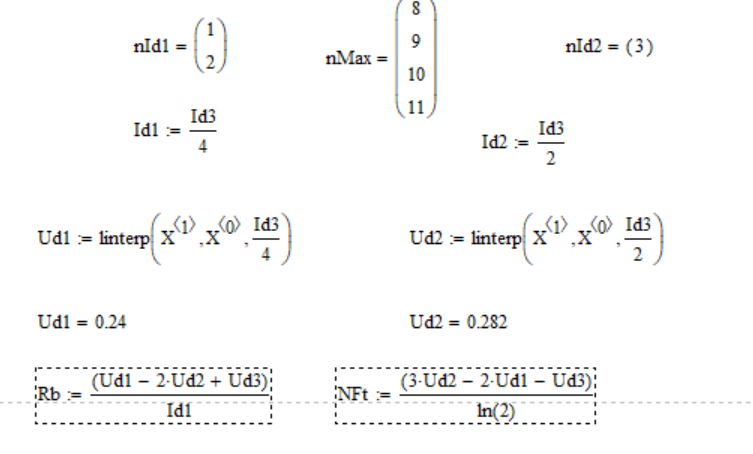 nId1 = (1 2)
nMax = (8 9 10 11)
nId2 = (3)
Id1 := Id3/4
Id2 := Id3/2
Ud1 := linterp(X⟨1⟩, X⟨0⟩, Id3/4)
Ud2 := linterp(X⟨1⟩, X⟨0⟩, Id3/2)
Ud1 = 0.24
Ud2 = 0.282
Rb := (Ud1 − 2·Ud2 + Ud3)/Id1
NFt := (3·Ud2 − 2·Ud1 − Ud3)/ln(2)